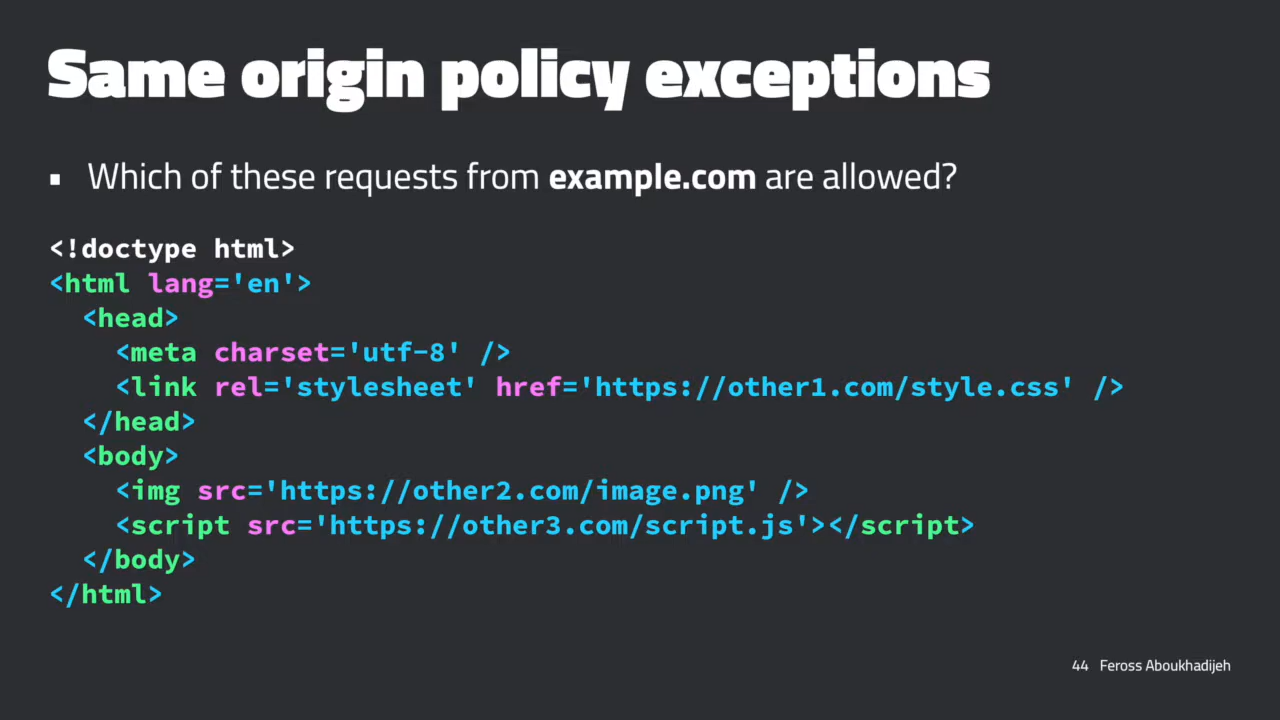 Same origin policy exceptions
▪ Which of these requests from example.com are allowed?
<!doctype html>
<html lang='en'>
  <head>
    <meta charset='utf-8' />
    <link rel='stylesheet' href='https://other1.com/style.css' />
  </head>
  <body>
    <img src='https://other2.com/image.png' />
    <script src='https://other3.com/script.js'></script>
  </body>
</html>
44 Feross Aboukhadijeh